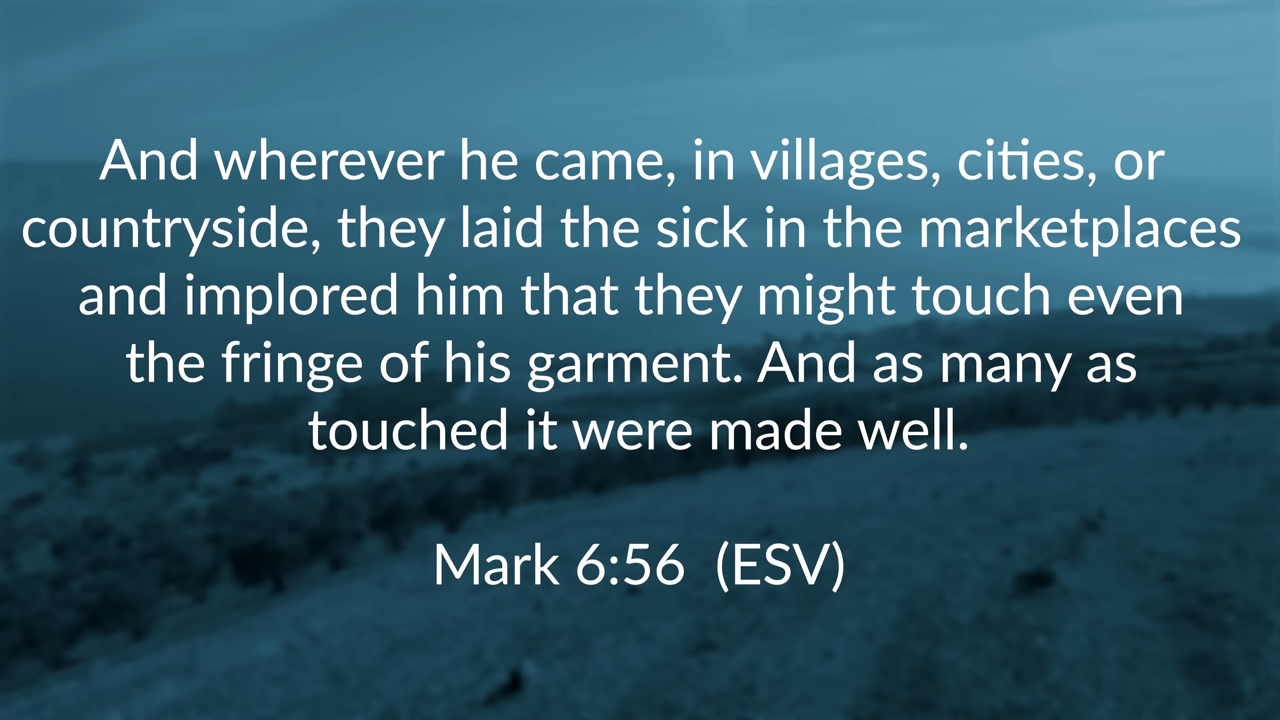 And wherever he came, in villages, cities, or
countryside, they laid the sick in the marketplaces
and implored him that they might touch even
the fringe of his garment. And as many as
touched it were made well.
Mark 6:56  (ESV)